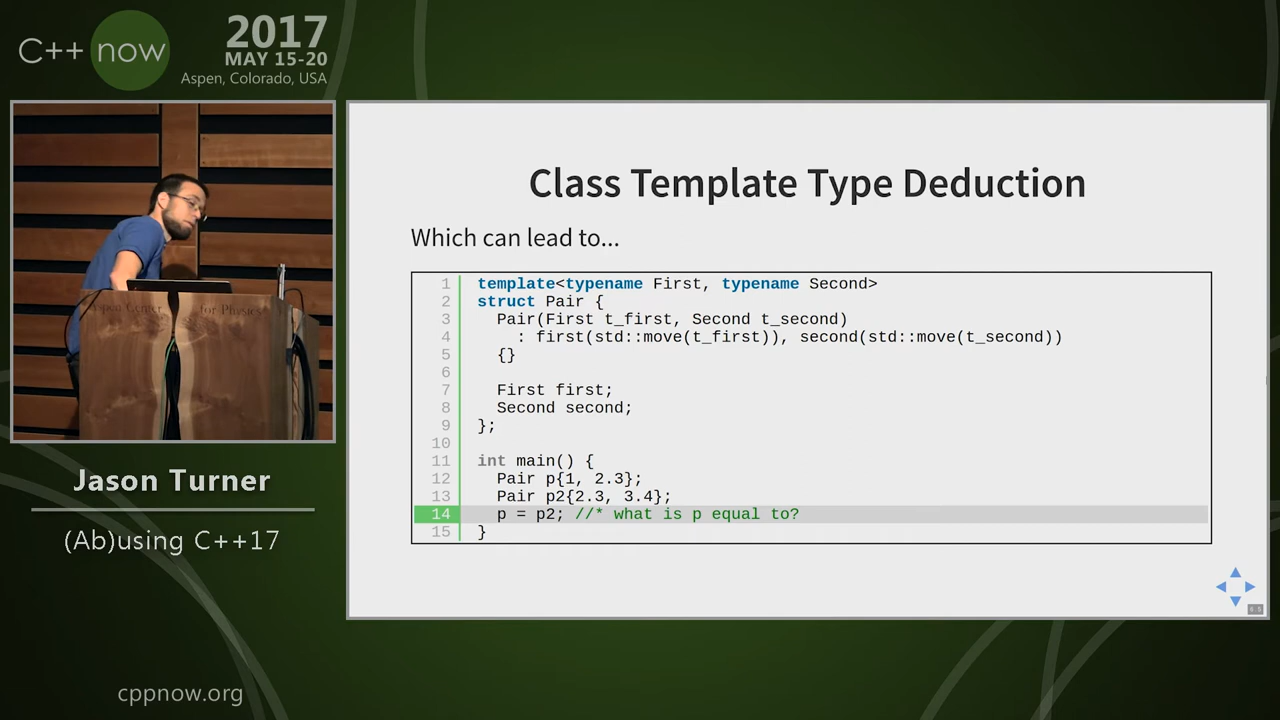 C++ now
2017
MAY 15-20
Aspen, Colorado, USA
Aspen Center for Physics
Class Template Type Deduction
Which can lead to...
1 template<typename First, typename Second>
2 struct Pair {
3 Pair(First t_first, Second t_second)
4 : first(std::move(t_first)), second(std::move(t_second))
5 {}
6
7 First first;
8 Second second;
9 };
10
11 int main() {
12 Pair p{1, 2.3};
13 Pair p2{2.3, 3.4};
14 p = p2; //* what is p equal to?
15 }
Jason Turner
(Ab)using C++17
cppnow.org